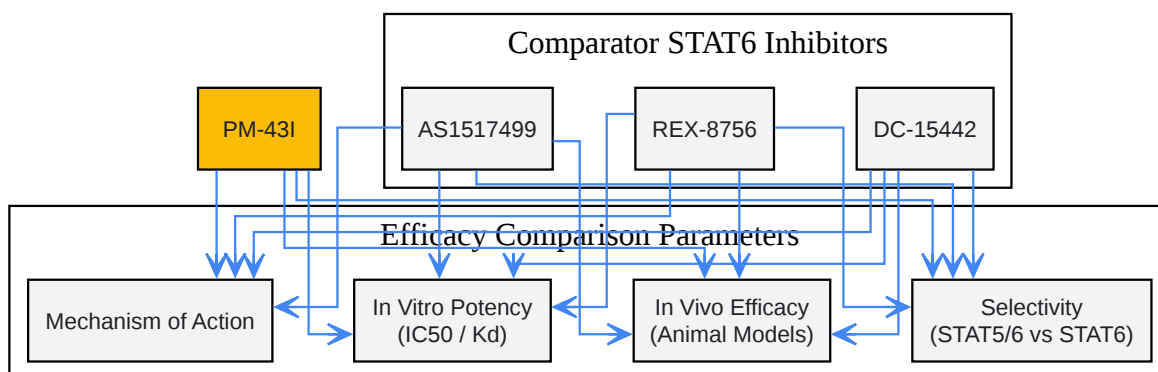 Comparator STAT6 Inhibitors
PM-43I
AS1517499
REX-8756
DC-15442
Efficacy Comparison Parameters
Mechanism of Action
In Vitro Potency
(IC50 / Kd)
In Vivo Efficacy
(Animal Models)
Selectivity
(STAT5/6 vs STAT6)